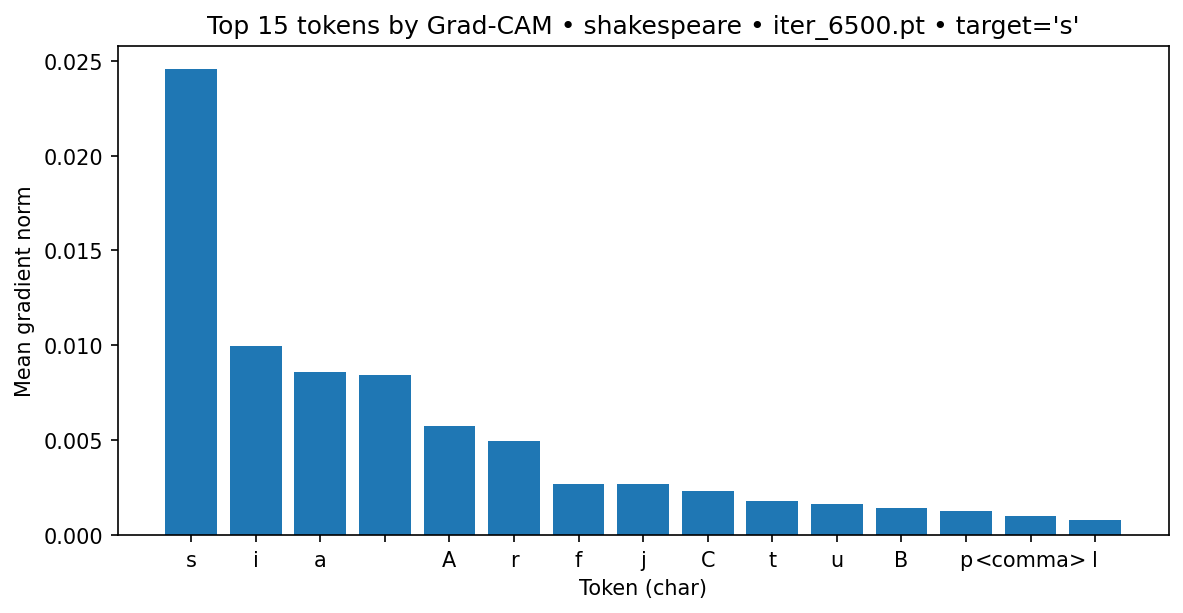 Top 15 tokens by Grad-CAM • shakespeare • iter_6500.pt • target='s'
Mean gradient norm
0.025
0.020
0.015
0.010
0.005
0.000
s i a A r f j C t u B p <comma> l
Token (char)